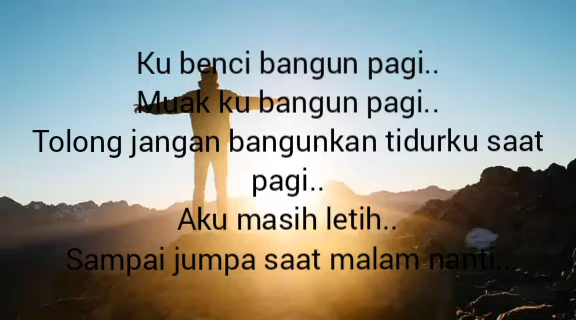 Ku benci bangun pagi..
Muak ku bangun pagi..
Tolong jangan bangunkan tidurku saat
pagi..
Aku masih letih..
Sampai jumpa saat malam nanti..